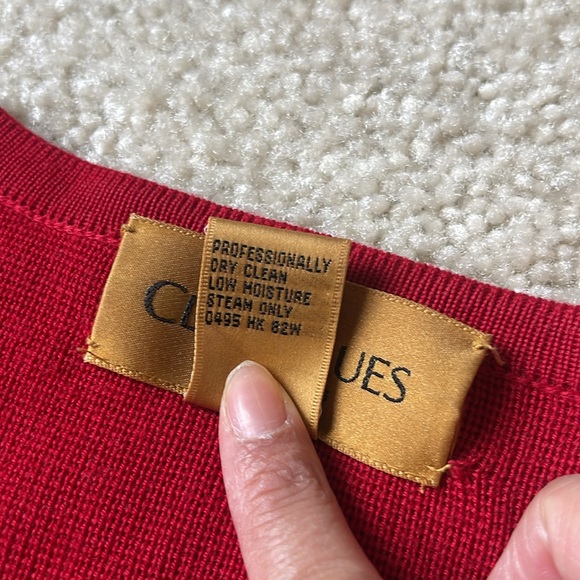 PROFESSIONALLY
DRY CLEAN
LOW MOISTURE
STEAM ONLY
0495 HK 82W